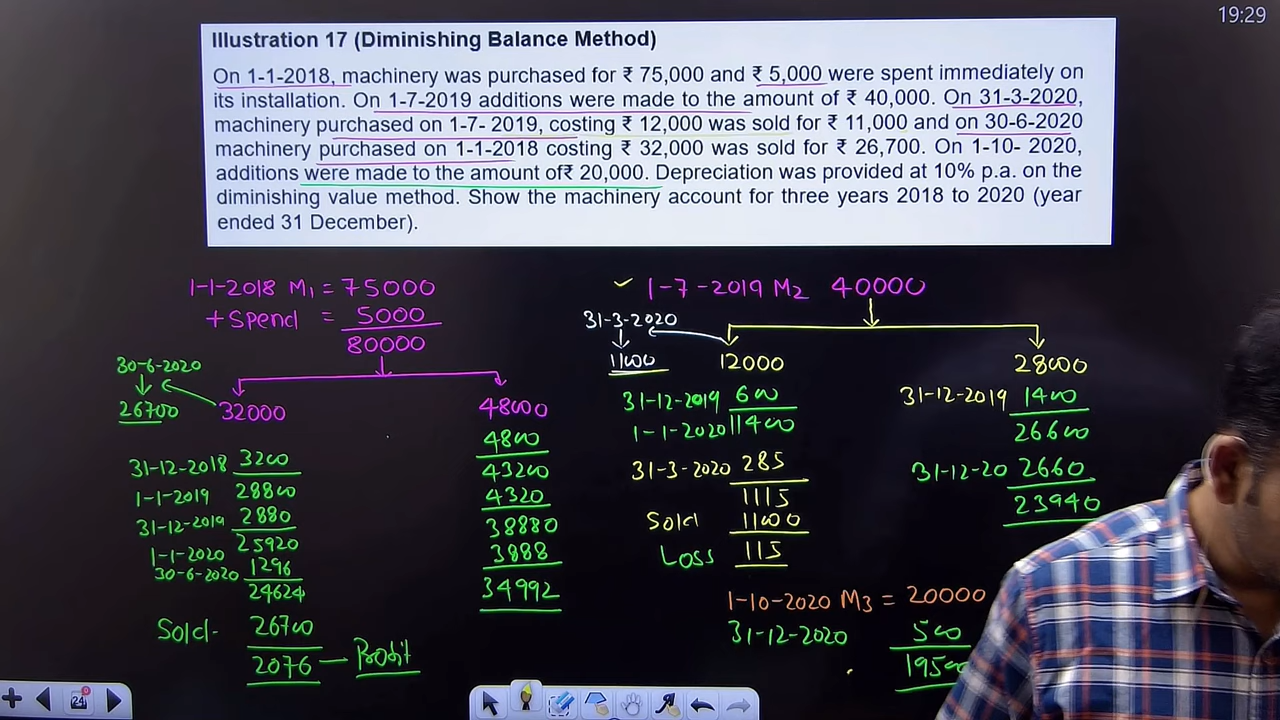 19:29
Illustration 17 (Diminishing Balance Method)
On 1-1-2018, machinery was purchased for ₹ 75,000 and ₹ 5,000 were spent immediately on
its installation. On 1-7-2019 additions were made to the amount of ₹ 40,000. On 31-3-2020,
machinery purchased on 1-7- 2019, costing ₹ 12,000 was sold for ₹ 11,000 and on 30-6-2020
machinery purchased on 1-1-2018 costing ₹ 32,000 was sold for ₹ 26,700. On 1-10- 2020,
additions were made to the amount of₹ 20,000. Depreciation was provided at 10% p.a. on the
diminishing value method. Show the machinery account for three years 2018 to 2020 (year
ended 31 December).
1-1-2018 M₁ = 75000
+ Spend = 5000
80000
30-6-2020
26700
32000
48000
4800
31-12-2018 3200
43200
1-1-2019 28800
4320
31-12-2019 2880
38880
25920
1-1-2020
3888
30-6-2020 1296
24624
34992
Sold- 26700
2076 — Profit
✓ 1-7-2019 M₂ 40000
31-3-2020
11000
12000
28000
31-12-2019 600
31-12-2019 1400
1-1-2020 11400
26600
31-3-2020 285
31-12-20 2660
1115
23940
Sold 11000
Loss 115
1-10-2020 M₃ = 20000
31-12-2020 500
1950
24